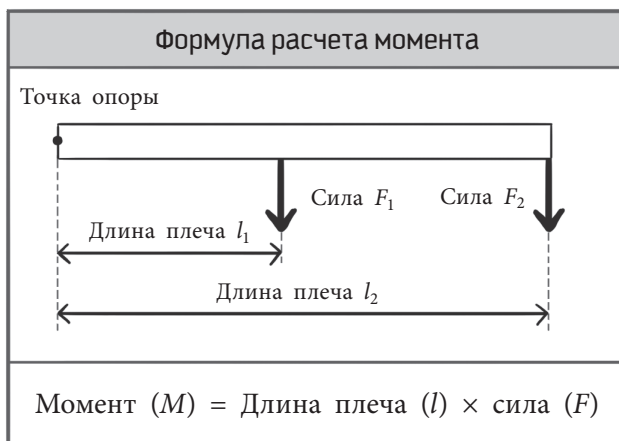 Формула расчета момента
Точка опоры
Сила F₁
Сила F₂
Длина плеча l₁
Длина плеча l₂
Момент (M) = Длина плеча (l) × сила (F)